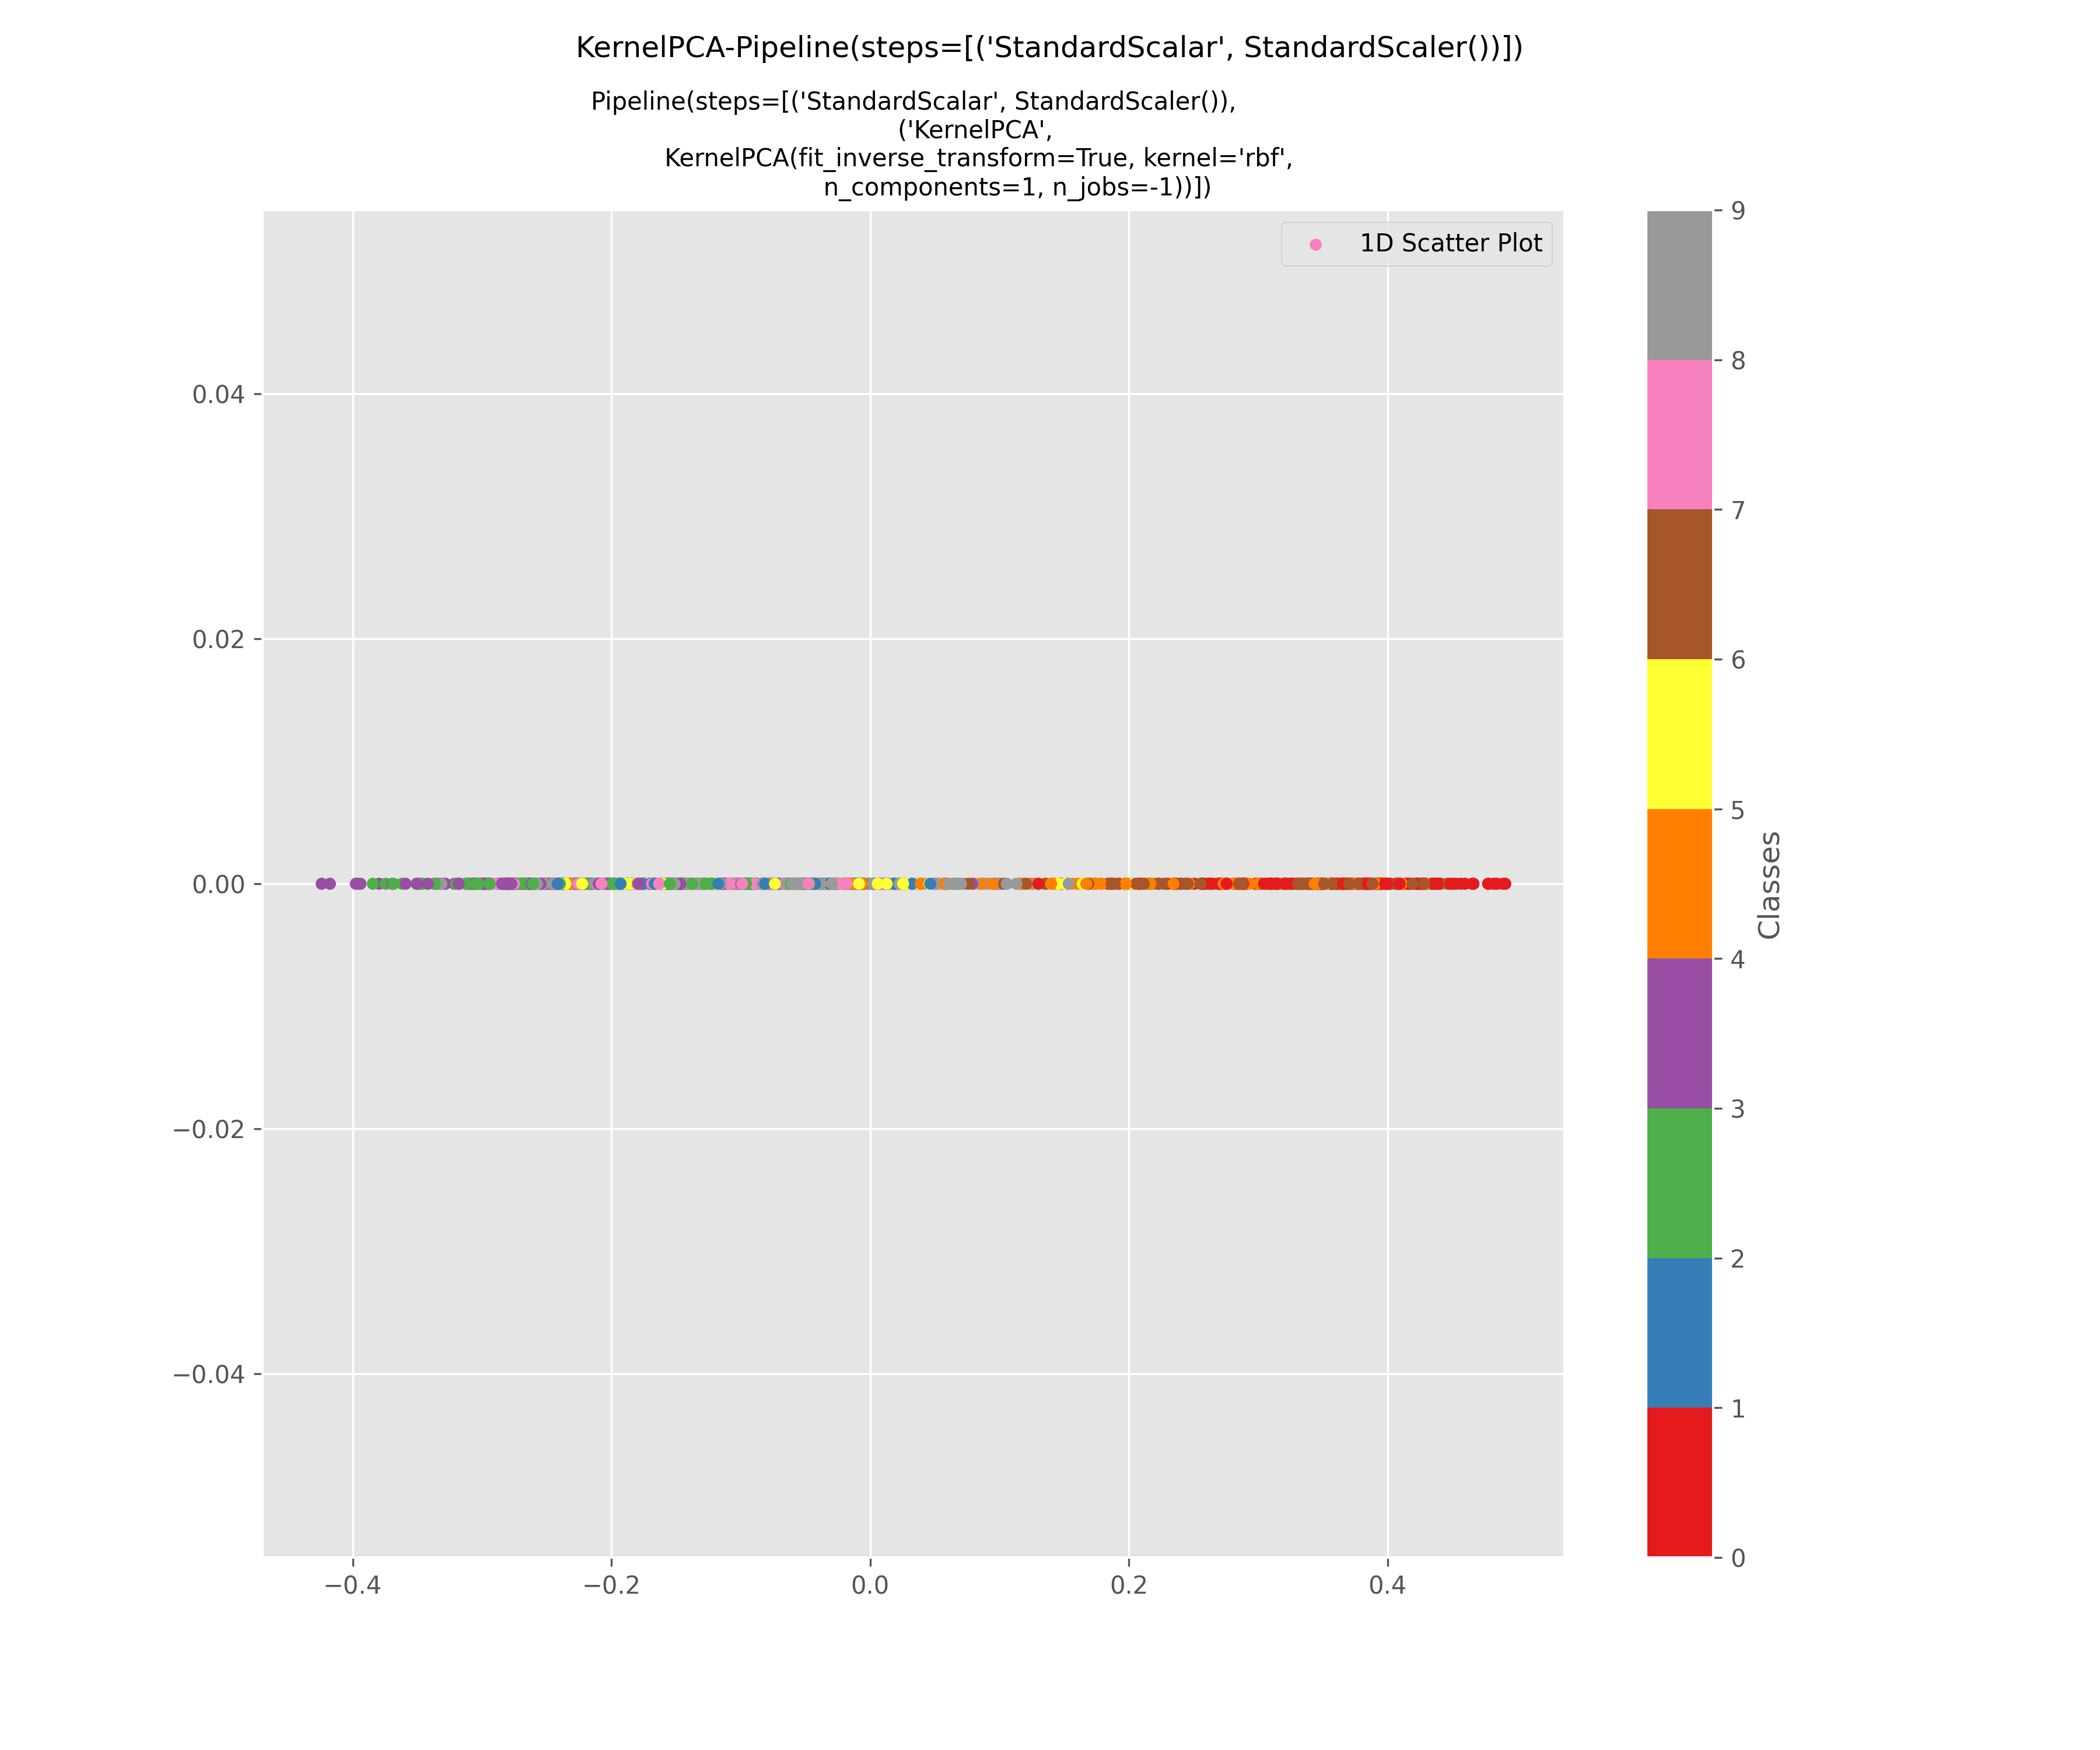 KernelPCA-Pipeline(steps=[('StandardScalar', StandardScaler())])
Pipeline(steps=[('StandardScalar', StandardScaler()),
('KernelPCA',
KernelPCA(fit_inverse_transform=True, kernel='rbf',
n_components=1, n_jobs=-1))])
1D Scatter Plot
0.04
0.02
0.00
−0.02
−0.04
−0.4
−0.2
0.0
0.2
0.4
9
8
7
6
5
4
3
2
1
0
Classes